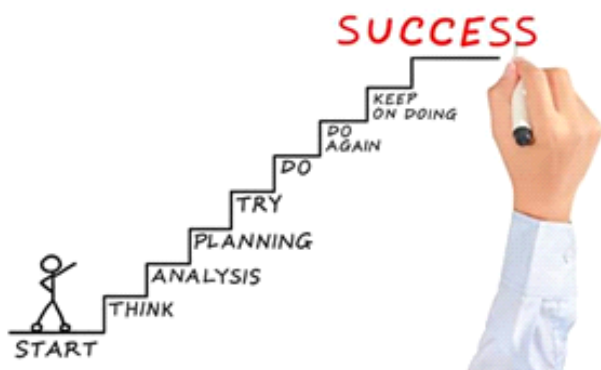 SUCCESS
KEEP
ON DOING
DO
AGAIN
DO
TRY
PLANNING
ANALYSIS
THINK
START